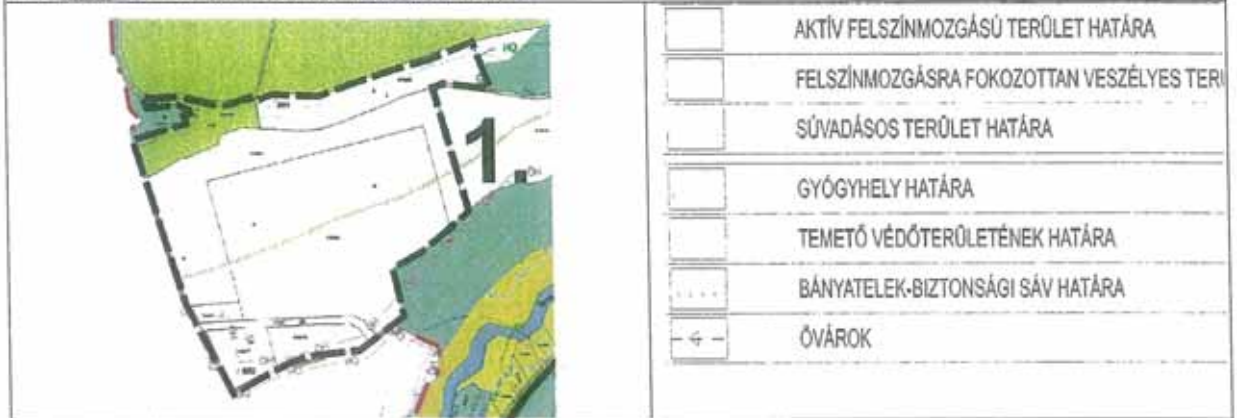 1.
AKTÍV FELSZÍNMOZGÁSÚ TERÜLET HATÁRA
FELSZÍNMOZGÁSRA FOKOZOTTAN VESZÉLYES TERÜ
SÚVADÁSOS TERÜLET HATÁRA
GYÓGYHELY HATÁRA
TEMETŐ VÉDŐTERÜLETÉNEK HATÁRA
BÁNYATELEK-BIZTONSÁGI SÁV HATÁRA
ÖVÁROK